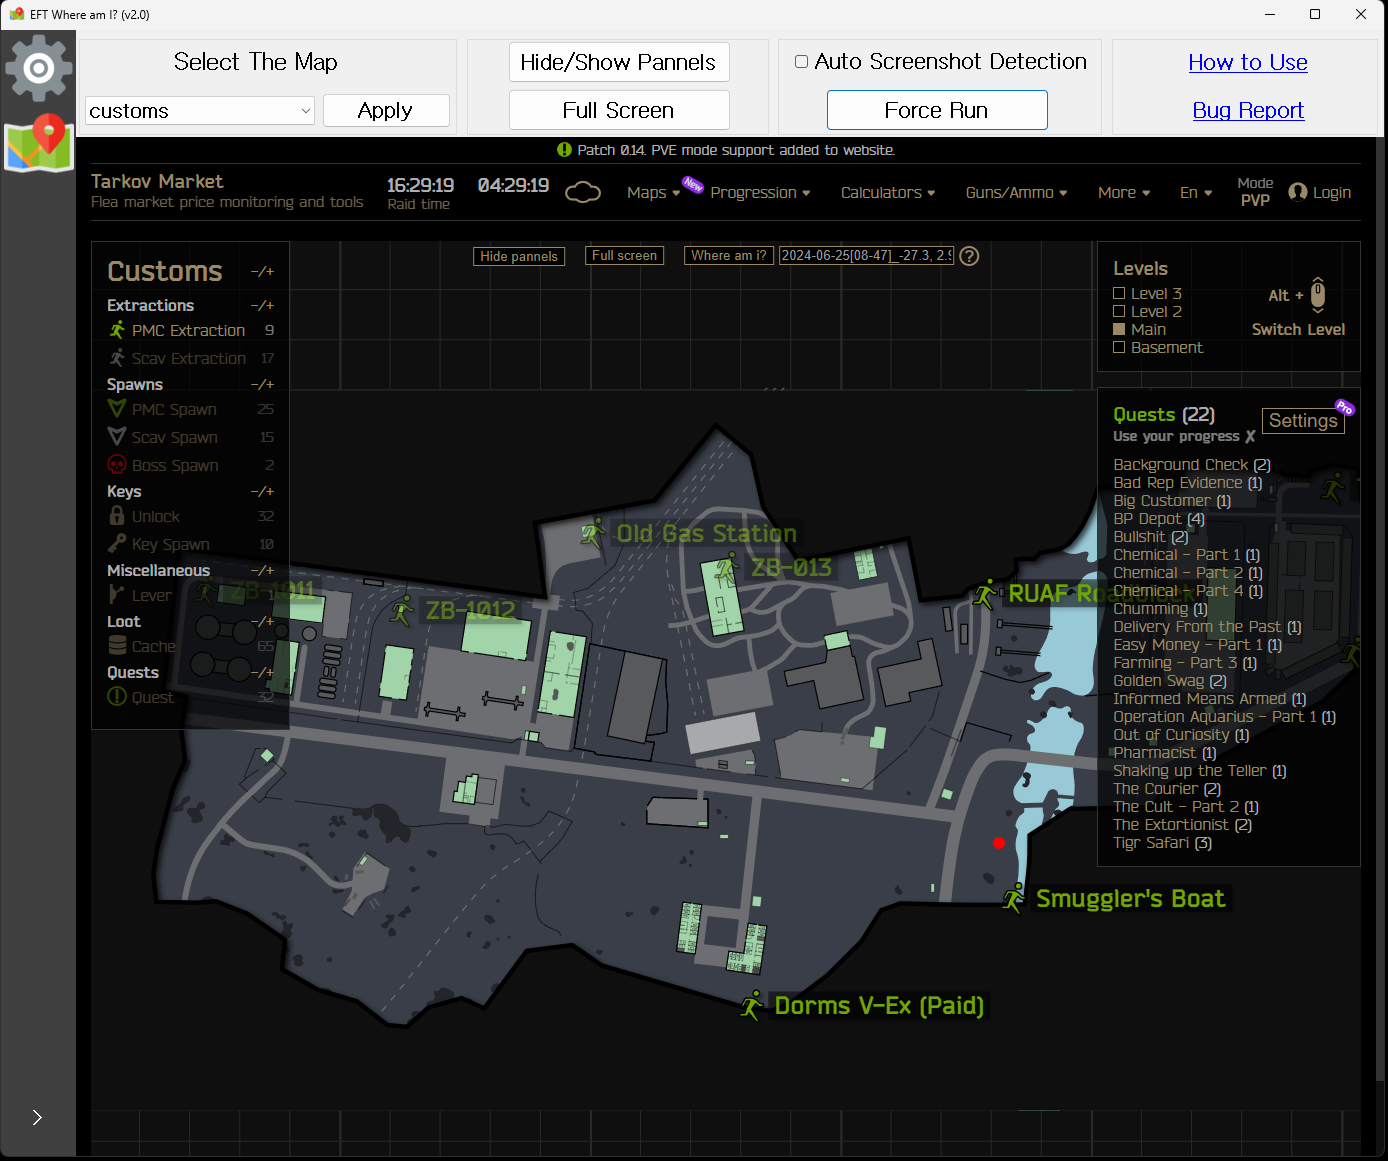 EFT Where am I? (v2.0)
Select The Map
customs
Apply
Hide/Show Pannels
Full Screen
Auto Screenshot Detection
Force Run
How to Use
Bug Report
Patch 0.14. PVE mode support added to website.
Tarkov Market
Flea market price monitoring and tools
16:29:19
Raid time
04:29:19
Maps
New
Progression
Calculators
Guns/Ammo
More
En
Mode
PVP
Login
Hide pannels
Full screen
Where am i?
2024-06-25[08-47]_-27.3, 2.9
?
Customs -/+
Extractions -/+
PMC Extraction 9
Scav Extraction 17
Spawns -/+
PMC Spawn 25
Scav Spawn 15
Boss Spawn 2
Keys -/+
Unlock 32
Key Spawn 10
Miscellaneous -/+
Lever 1
Loot -/+
Cache 65
Quests -/+
Quest 32
Levels
Level 3
Level 2
Main
Basement
Alt +
Switch Level
Quests (22)
Use your progress ✗
Settings
Pro
Background Check (2)
Bad Rep Evidence (1)
Big Customer (1)
BP Depot (4)
Bullshit (2)
Chemical - Part 1 (1)
Chemical - Part 2 (1)
Chemical - Part 4 (1)
Chumming (1)
Delivery From the Past (1)
Easy Money - Part 1 (1)
Farming - Part 3 (1)
Golden Swag (2)
Informed Means Armed (1)
Operation Aquarius - Part 1 (1)
Out of Curiosity (1)
Pharmacist (1)
Shaking up the Teller (1)
The Courier (2)
The Cult - Part 2 (1)
The Extortionist (2)
Tigr Safari (3)
Old Gas Station
ZB-013
ZB-1011
ZB-1012
RUAF
Smuggler's Boat
Dorms V-Ex (Paid)